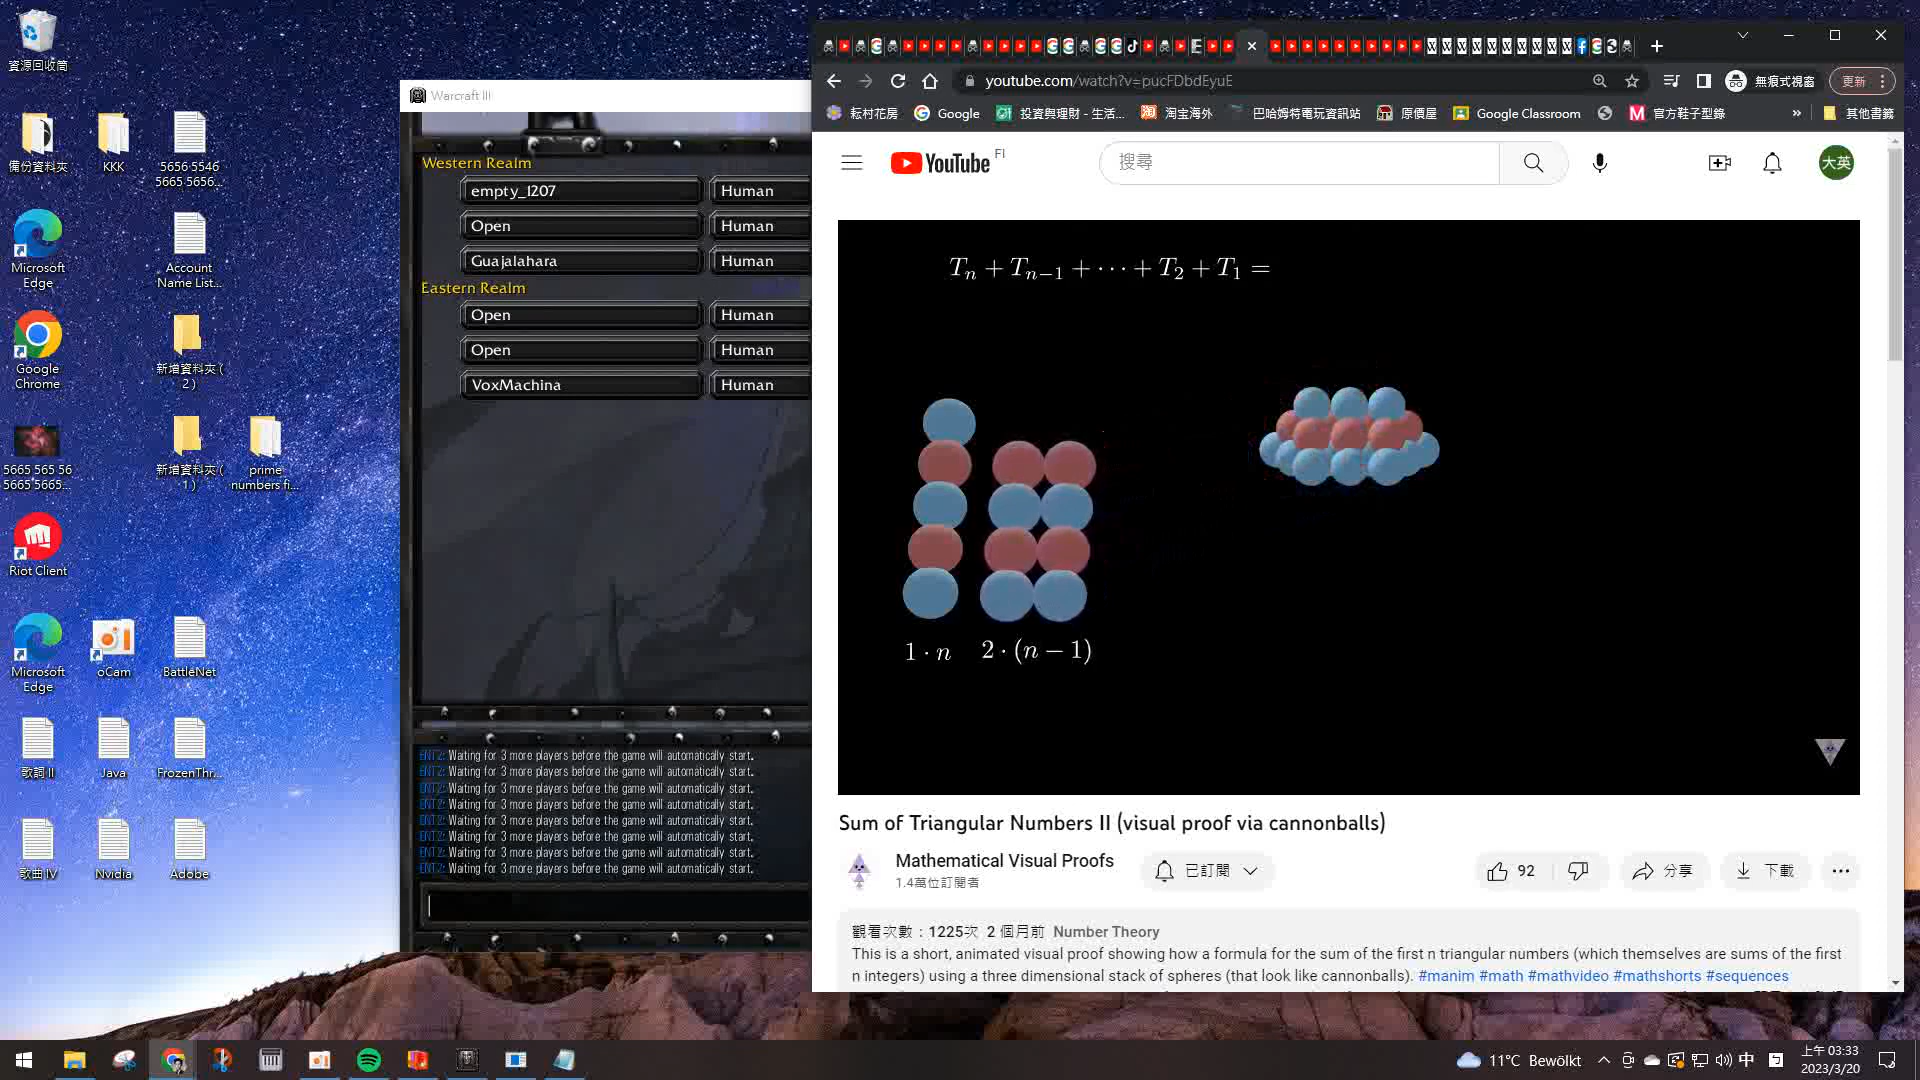 資源回收筒
備份資料夾
KKK
5656 5546
5665 5656...
Microsoft
Edge
Account
Name List...
Google
Chrome
新增資料夾 (
2 )
5665 565 56
5665 5665...
新增資料夾 (
1 )
prime
numbers fi...
Riot Client
Microsoft
Edge
oCam
BattleNet
歌詞 II
Java
FrozenThr...
歌曲 IV
Nvidia
Adobe
Warcraft III
Western Realm
empty_1207 Human
Open Human
Guajalahara Human
Eastern Realm
Open Human
Open Human
VoxMachina Human
ENT2: Waiting for 3 more players before the game will automatically start.
ENT2: Waiting for 3 more players before the game will automatically start.
ENT2: Waiting for 3 more players before the game will automatically start.
ENT2: Waiting for 3 more players before the game will automatically start.
ENT2: Waiting for 3 more players before the game will automatically start.
ENT2: Waiting for 3 more players before the game will automatically start.
ENT2: Waiting for 3 more players before the game will automatically start.
ENT2: Waiting for 3 more players before the game will automatically start.
youtube.com/watch?v=pucFDbdEyuE
無痕式視窗
更新
耘村花房 Google 投資與理財 - 生活... 淘宝海外 巴哈姆特電玩資訊站 原價屋 Google Classroom 官方鞋子型錄 » 其他書籤
YouTube FI
搜尋
大英
Tn + Tn−1 + ··· + T2 + T1 =
1 · n 2 · (n − 1)
Sum of Triangular Numbers II (visual proof via cannonballs)
Mathematical Visual Proofs
1.4萬位訂閱者
已訂閱
92
分享
下載
觀看次數：1225次 2 個月前 Number Theory
This is a short, animated visual proof showing how a formula for the sum of the first n triangular numbers (which themselves are sums of the first
n integers) using a three dimensional stack of spheres (that look like cannonballs). #manim #math #mathvideo #mathshorts #sequences
11°C Bewölkt
中
上午 03:33
2023/3/20